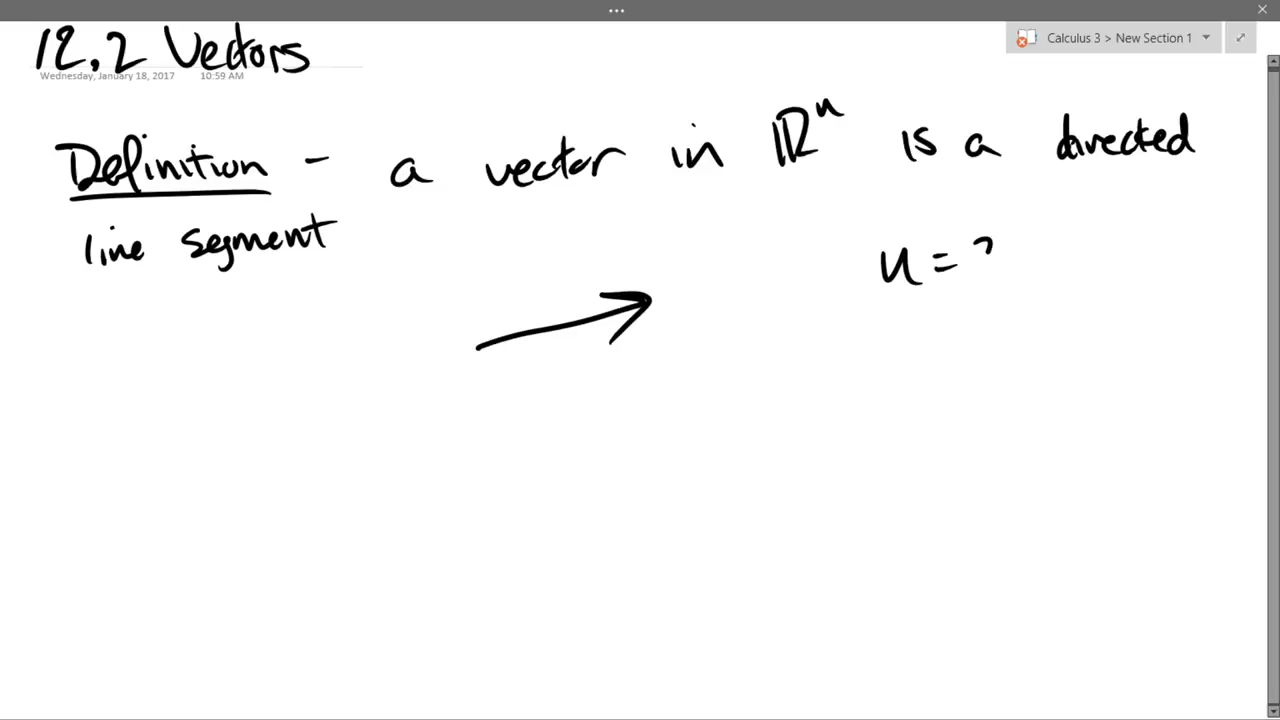 12.2 Vectors
Calculus 3 > New Section 1
Wednesday, January 18, 2017 10:59 AM
Definition - a vector in ℝⁿ is a directed
line segment
n = 2